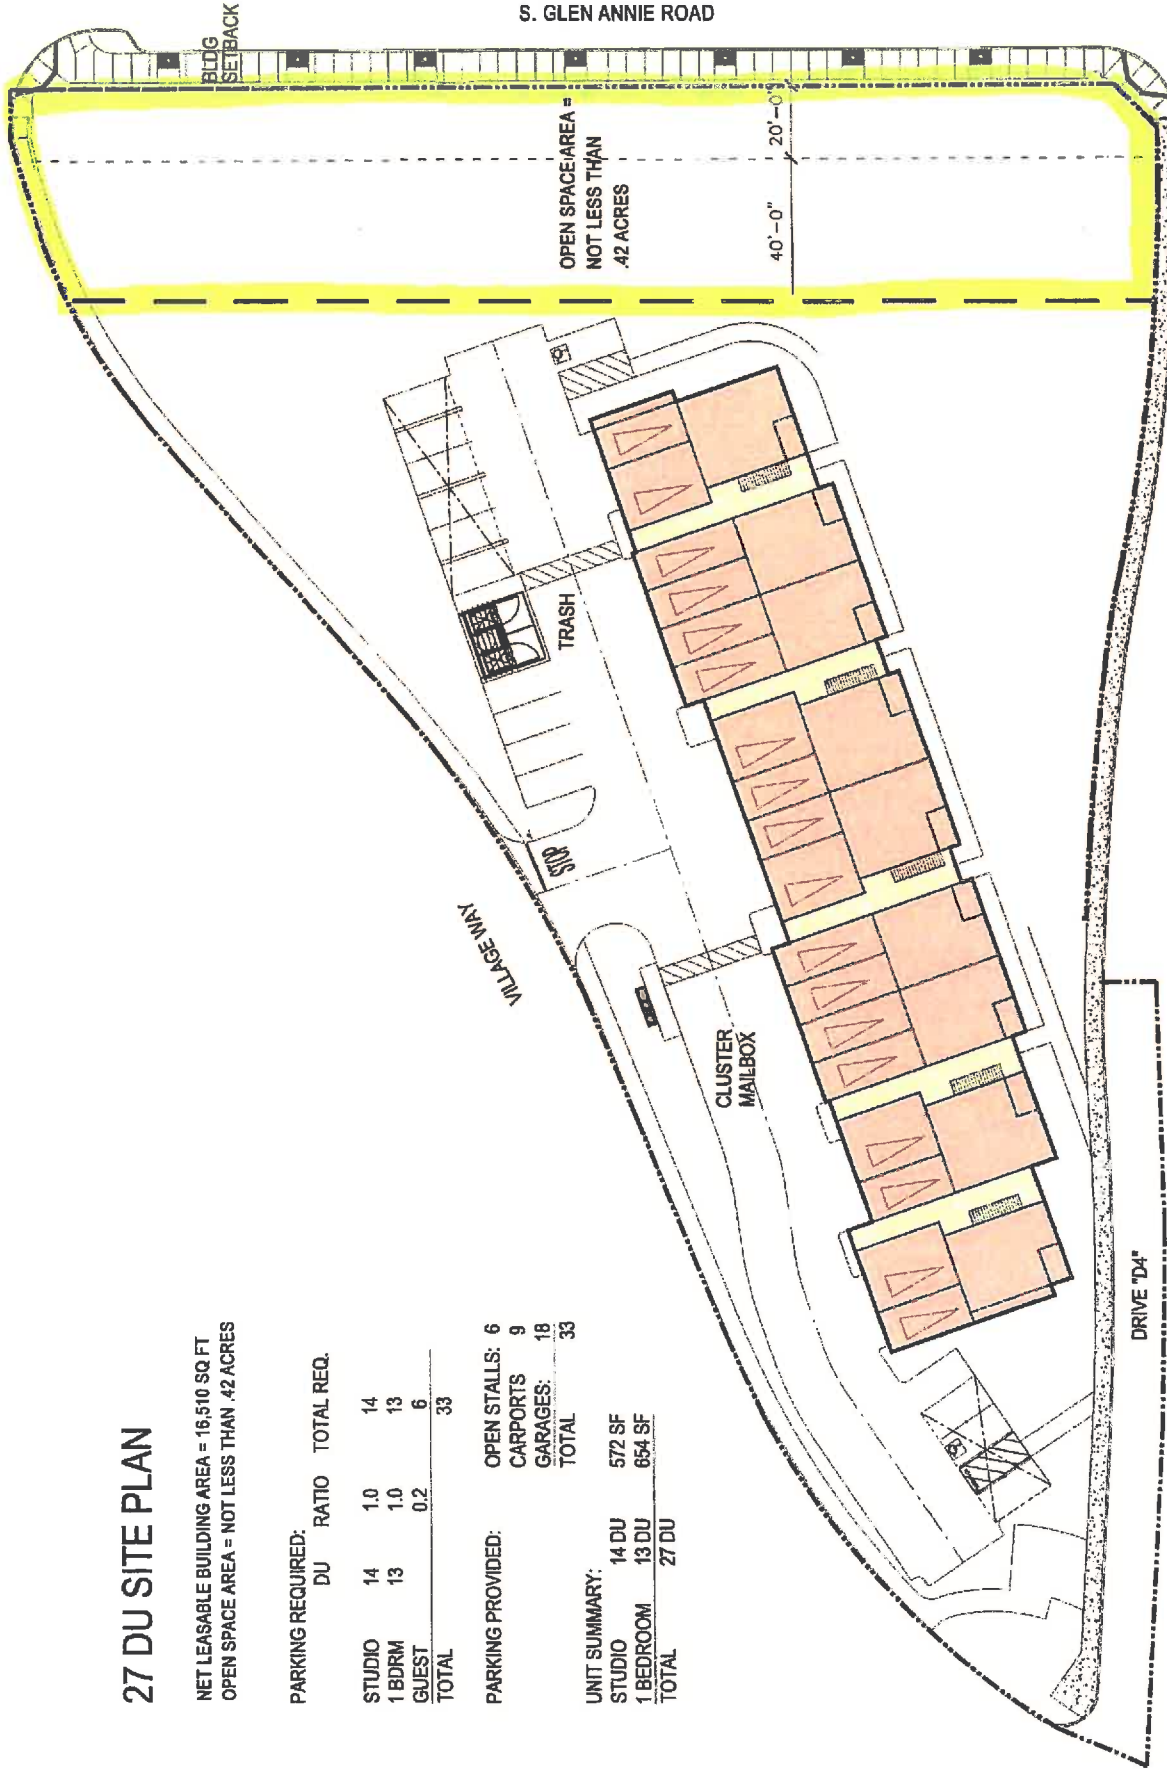 27 DU SITE PLAN
NET LEASABLE BUILDING AREA = 16,510 SQ FT
OPEN SPACE AREA = NOT LESS THAN .42 ACRES
PARKING REQUIRED:
DU RATIO TOTAL REQ.
STUDIO 14 1.0 14
1 BDRM 13 1.0 13
GUEST 0.2 6
TOTAL 33
PARKING PROVIDED: OPEN STALLS: 6
CARPORTS 9
GARAGES: 18
TOTAL 33
UNIT SUMMARY:
STUDIO 14 DU 572 SF
1 BEDROOM 13 DU 654 SF
TOTAL 27 DU
VILLAGE WAY
STOP
TRASH
CLUSTER
MAILBOX
DRIVE "D4"
OPEN SPACE AREA =
NOT LESS THAN
.42 ACRES
40'-0"
20'-0"
BLDG
SETBACK
S. GLEN ANNIE ROAD